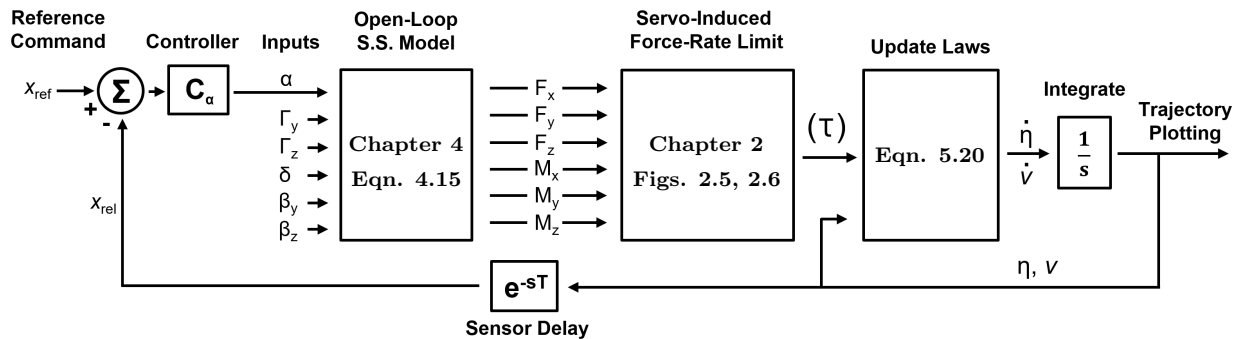 Reference
Command
Controller
Inputs
Open-Loop
S.S. Model
Servo-Induced
Force-Rate Limit
Update Laws
Integrate
Trajectory
Plotting
x_ref
+
-
Σ
C_α
α
Γ_y
Γ_z
δ
β_y
β_z
Chapter 4
Eqn. 4.15
F_x
F_y
F_z
M_x
M_y
M_z
Chapter 2
Figs. 2.5, 2.6
(τ)
Eqn. 5.20
η̇
v̇
1
s
x_rel
e^-sT
Sensor Delay
η, v